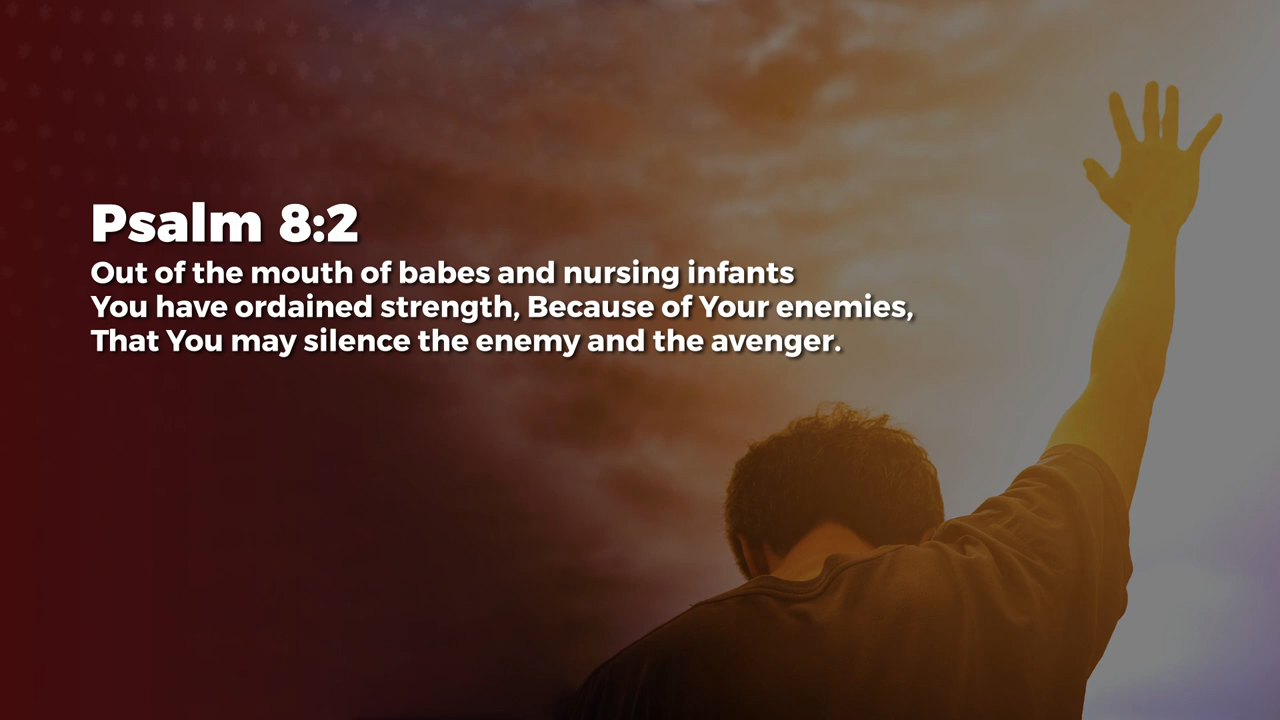 Psalm 8:2
Out of the mouth of babes and nursing infants
You have ordained strength, Because of Your enemies,
That You may silence the enemy and the avenger.